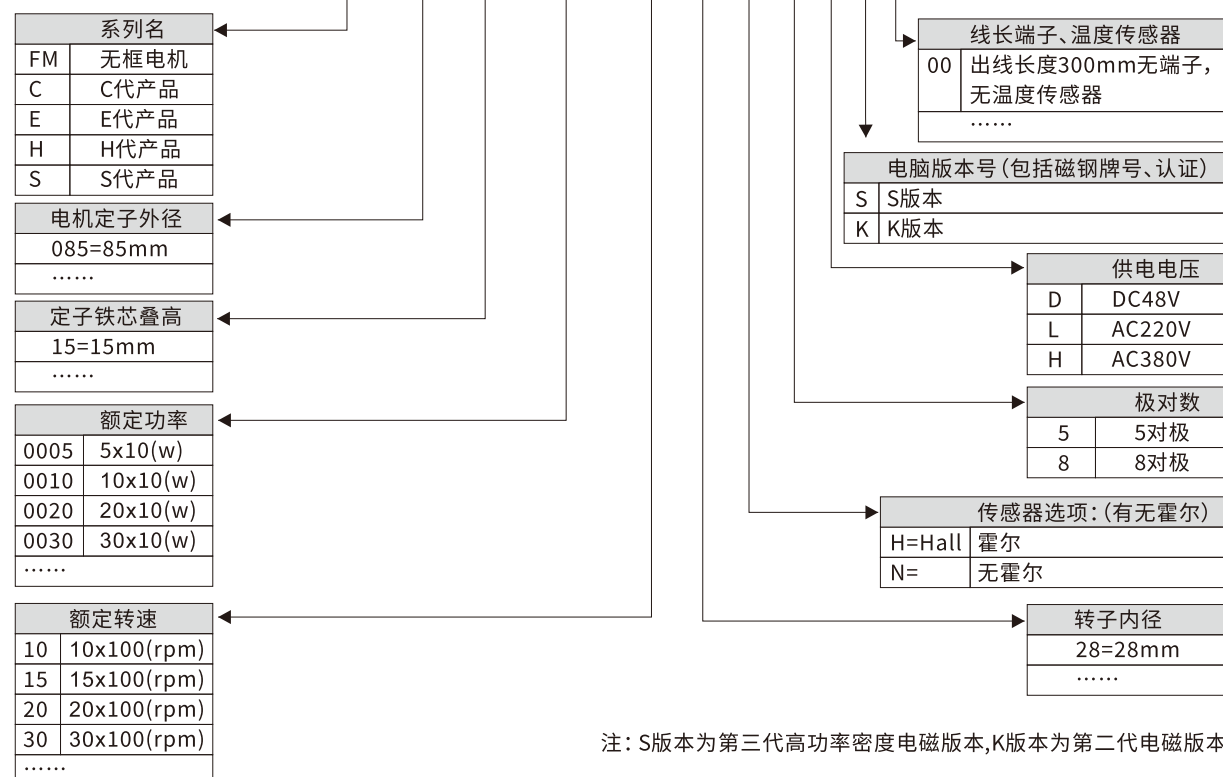 系列名
FM 无框电机
C C代产品
E E代产品
H H代产品
S S代产品
电机定子外径
085=85mm
……
定子铁芯叠高
15=15mm
……
额定功率
0005 5x10(w)
0010 10x10(w)
0020 20x10(w)
0030 30x10(w)
……
额定转速
10 10x100(rpm)
15 15x100(rpm)
20 20x100(rpm)
30 30x100(rpm)
……
线长端子、温度传感器
00 出线长度300mm无端子，
无温度传感器
……
电脑版本号（包括磁钢牌号、认证）
S S版本
K K版本
供电电压
D DC48V
L AC220V
H AC380V
极对数
5 5对极
8 8对极
传感器选项：（有无霍尔）
H=Hall 霍尔
N= 无霍尔
转子内径
28=28mm
……
注：S版本为第三代高功率密度电磁版本,K版本为第二代电磁版本